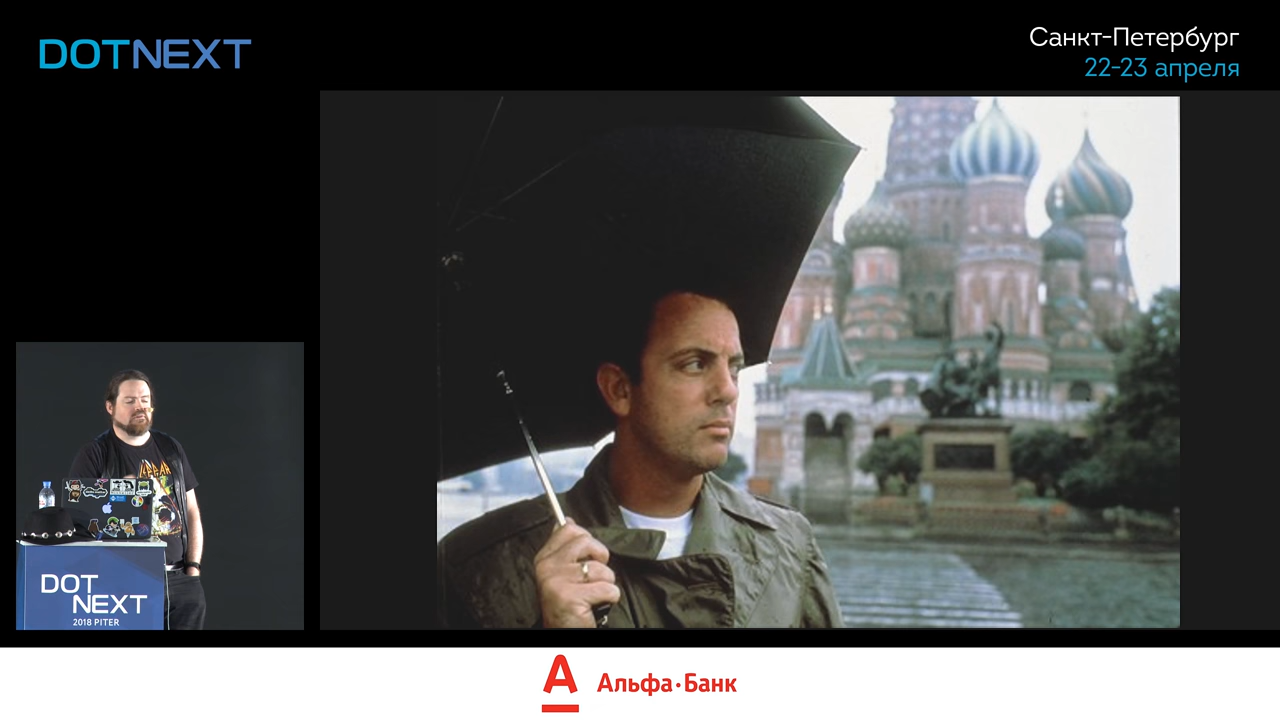 DOTNEXT
Санкт-Петербург
22-23 апреля
DOT
NEXT
2018 PITER
А
Альфа·Банк